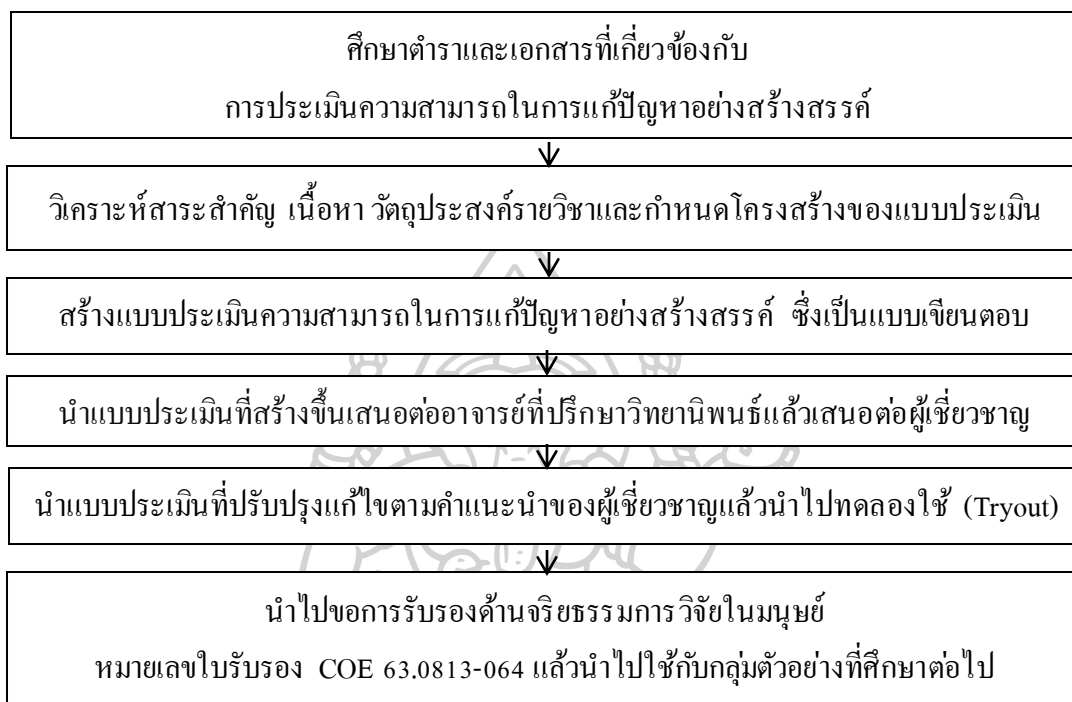 ศึกษาตำราและเอกสารที่เกี่ยวข้องกับ
การประเมินความสามารถในการแก้ปัญหาอย่างสร้างสรรค์
วิเคราะห์สาระสำคัญ เนื้อหา วัตถุประสงค์รายวิชาและกำหนดโครงสร้างของแบบประเมิน
สร้างแบบประเมินความสามารถในการแก้ปัญหาอย่างสร้างสรรค์ ซึ่งเป็นแบบเขียนตอบ
นำแบบประเมินที่สร้างขึ้นเสนอต่ออาจารย์ที่ปรึกษาวิทยานิพนธ์แล้วเสนอต่อผู้เชี่ยวชาญ
นำแบบประเมินที่ปรับปรุงแก้ไขตามคำแนะนำของผู้เชี่ยวชาญแล้วนำไปทดลองใช้ (Tryout)
นำไปขอการรับรองด้านจริยธรรมการวิจัยในมนุษย์
หมายเลขใบรับรอง COE 63.0813-064 แล้วนำไปใช้กับกลุ่มตัวอย่างที่ศึกษาต่อไป